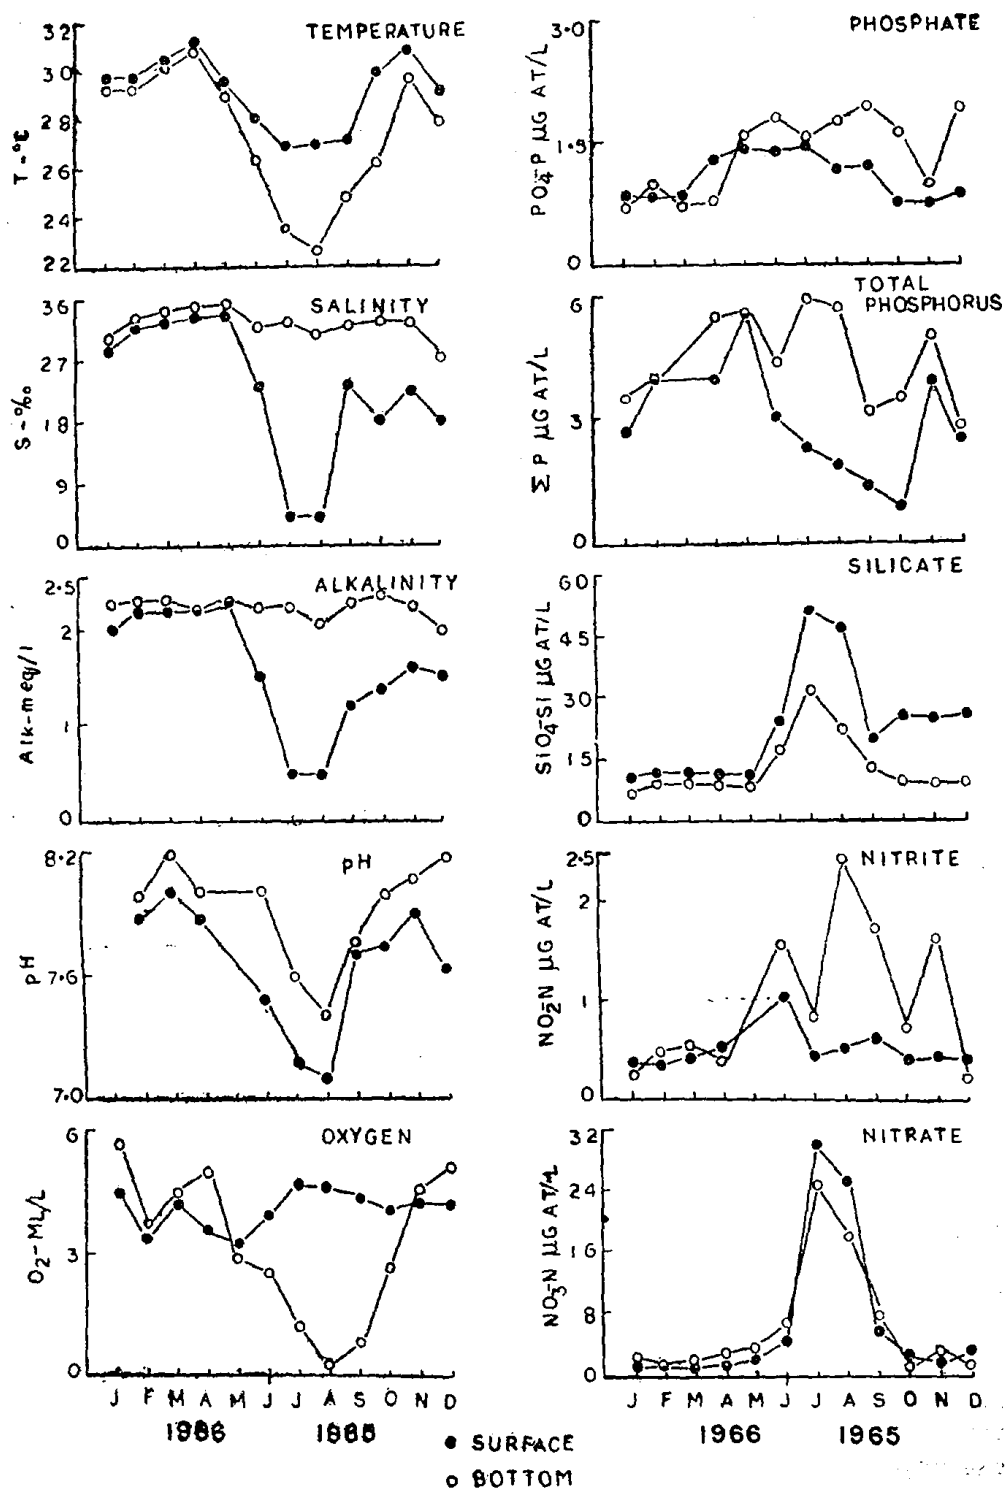 TEMPERATURE
32
30
28
26
24
22
T-°C
SALINITY
36
27
18
9
0
S-‰
ALKALINITY
2.5
2
1
0
Alk-meq/l
pH
8.2
7.6
7.0
pH
OXYGEN
6
3
0
O2-ML/L
J F M A M J J A S O N D
1966 1965
PHOSPHATE
3.0
1.5
0
PO4-P µG AT/L
TOTAL
PHOSPHORUS
6
3
0
Σ P µG AT/L
SILICATE
60
45
30
15
0
SiO4-Si µG AT/L
NITRITE
2.5
2
1
0
NO2-N µG AT/L
NITRATE
32
24
16
8
0
NO3-N µG AT/L
J F M A M J J A S O N D
1966 1965
● SURFACE
○ BOTTOM